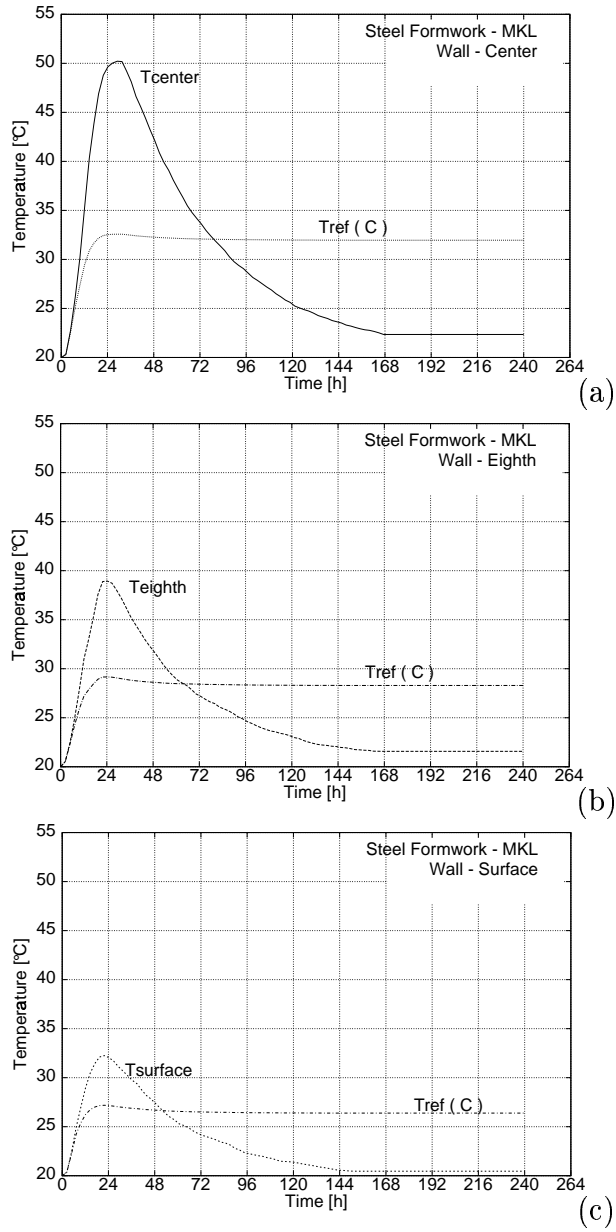 Steel Formwork - MKL
Wall - Center
Tcenter
Tref ( C )
Temperature [°C]
55
50
45
40
35
30
25
20
0 24 48 72 96 120 144 168 192 216 240 264
Time [h]
(a)
Steel Formwork - MKL
Wall - Eighth
Teighth
Tref ( C )
Temperature [°C]
55
50
45
40
35
30
25
20
0 24 48 72 96 120 144 168 192 216 240 264
Time [h]
(b)
Steel Formwork - MKL
Wall - Surface
Tsurface
Tref ( C )
Temperature [°C]
55
50
45
40
35
30
25
20
0 24 48 72 96 120 144 168 192 216 240 264
Time [h]
(c)